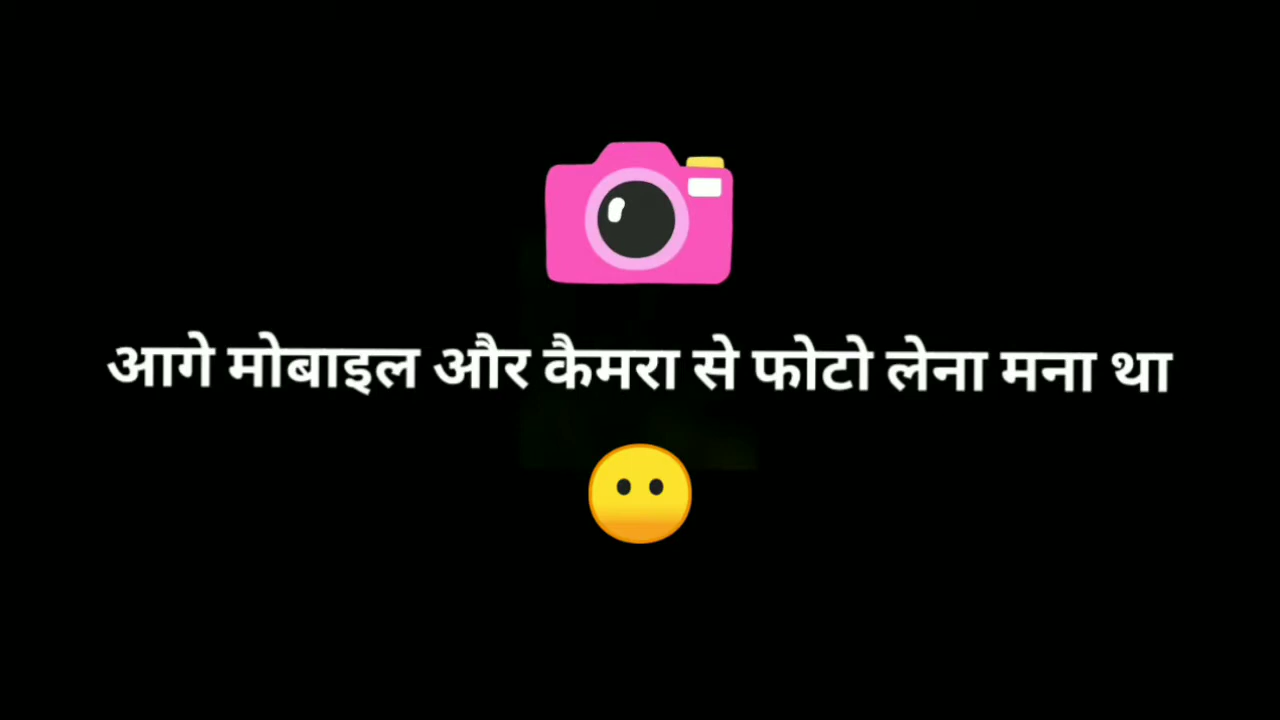 आगे मोबाइल और कैमरा से फोटो लेना मना था